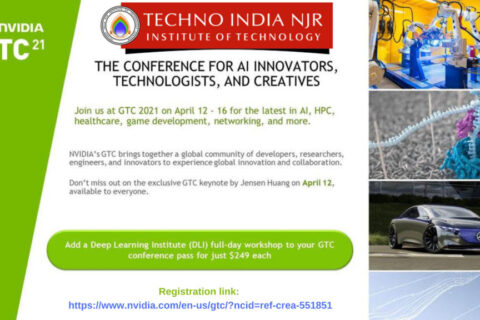 NVIDIA
GTC 21
TECHNO INDIA NJR
INSTITUTE OF TECHNOLOGY
THE CONFERENCE FOR AI INNOVATORS,
TECHNOLOGISTS, AND CREATIVES
Join us at GTC 2021 on April 12 - 16 for the latest in AI, HPC,
healthcare, game development, networking, and more.
NVIDIA's GTC brings together a global community of developers, researchers,
engineers, and innovators to experience global innovation and collaboration.
Don't miss out on the exclusive GTC keynote by Jensen Huang on April 12,
available to everyone.
Add a Deep Learning Institute (DLI) full-day workshop to your GTC
conference pass for just $249 each
Registration link:
https://www.nvidia.com/en-us/gtc/?ncid=ref-crea-551851